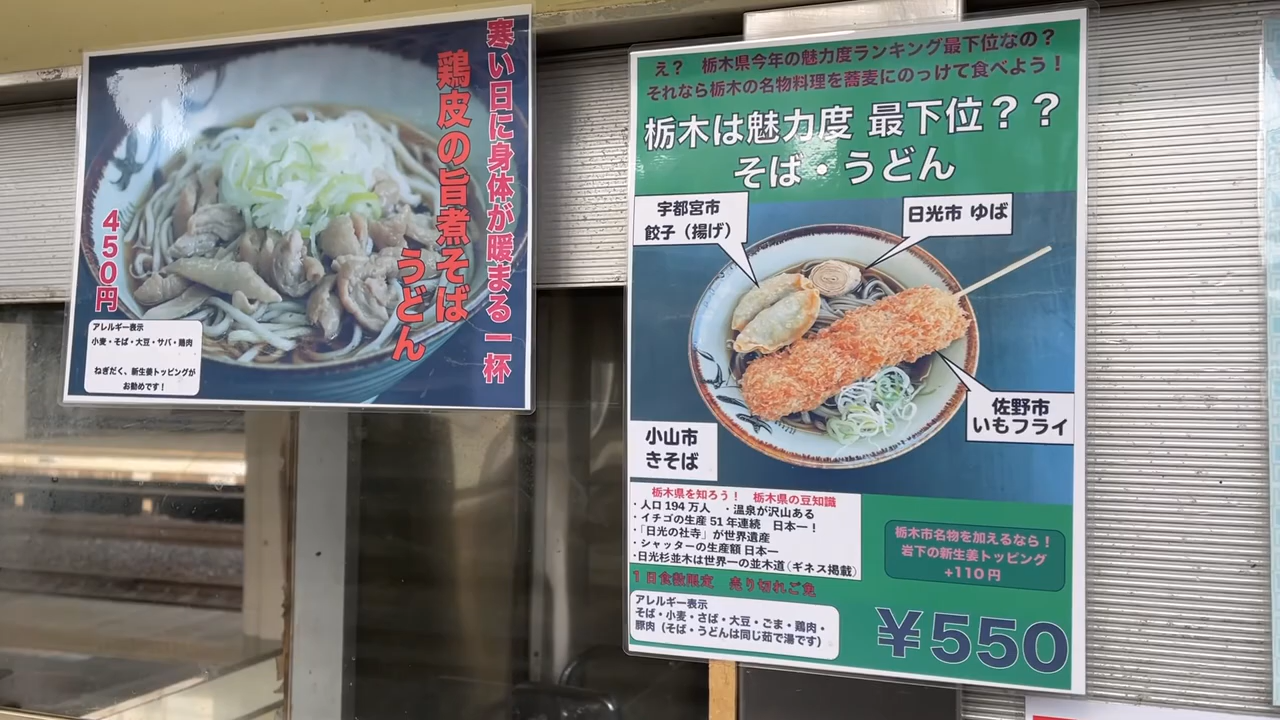 寒い日に身体が暖まる一杯
鶏皮の旨煮そば
うどん
450円
アレルギー表示
小麦・そば・大豆・サバ・鶏肉
ねぎだく、新生姜トッピングが
お勧めです！
え？　栃木県今年の魅力度ランキング最下位なの？
それなら栃木の名物料理を蕎麦にのっけて食べよう！
栃木は魅力度 最下位？？
そば・うどん
宇都宮市
餃子（揚げ）
日光市 ゆば
佐野市
いもフライ
小山市
きそば
栃木県を知ろう！　栃木県の豆知識
・人口194万人　・温泉が沢山ある
・イチゴの生産 51年連続　日本一！
・「日光の社寺」が世界遺産
・シャッターの生産額 日本一
・日光杉並木は世界一の並木道（ギネス掲載）
1日食数限定　売り切れご免
栃木市名物を加えるなら！
岩下の新生姜トッピング
+110円
アレルギー表示
そば・小麦・さば・大豆・ごま・鶏肉・
豚肉（そば・うどんは同じ茹で湯です）
¥550